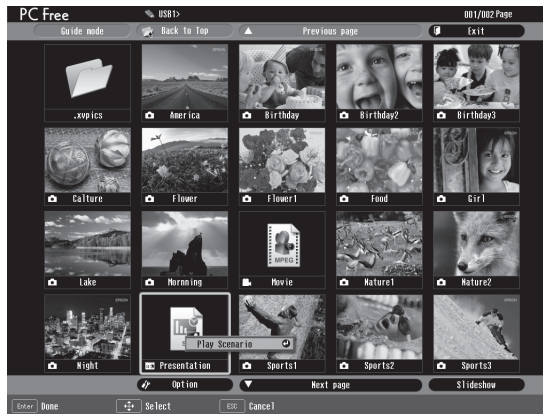 PC Free USB1> 001/002 Page
Guide mode Back to Top Previous page Exit
.xvpics America Birthday Birthday2 Birthday3
Calture Flower Flower1 Food Girl
MPEG
Lake Mornning Movie Nature1 Nature2
Play Scenario
Night Presentation Sports1 Sports2 Sports3
Option Next page Slideshow
Enter Done Select ESC Cancel